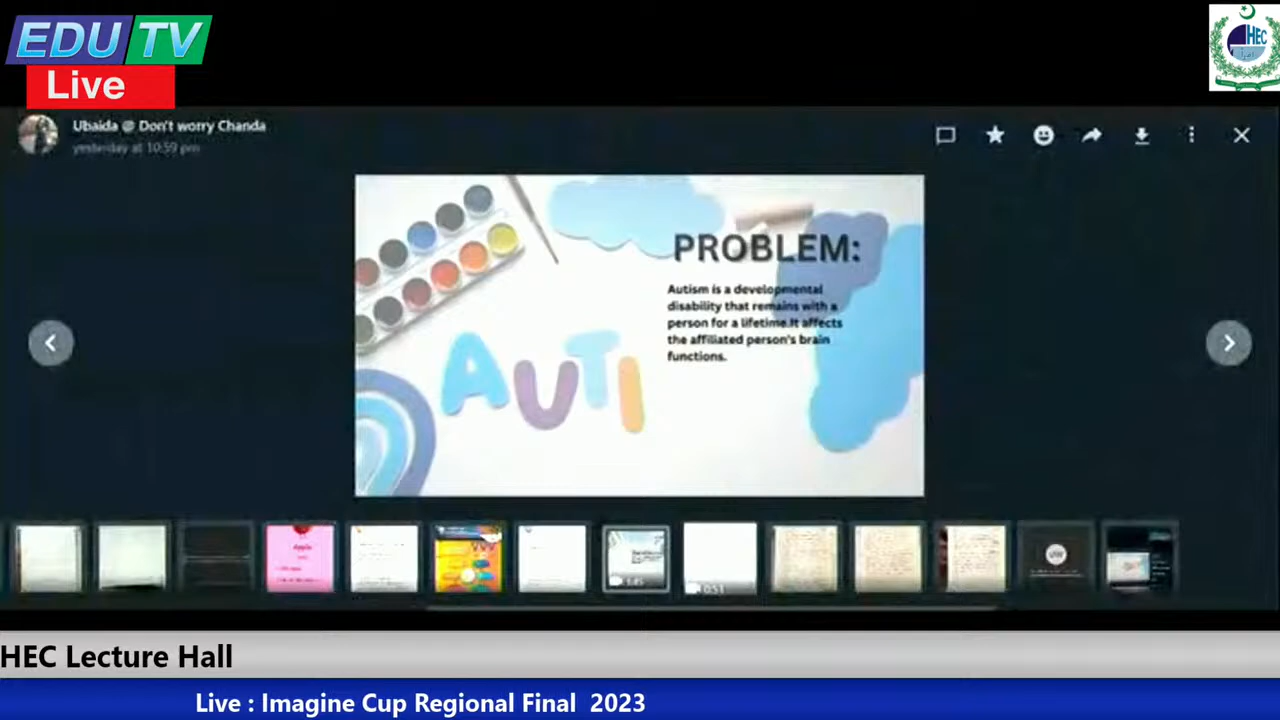 EDU TV
Live
HEC
Ubaida @ Don't worry Chanda
yesterday at 10:59 pm
PROBLEM:
Autism is a developmental
disability that remains with a
person for a lifetime.It affects
the affiliated person's brain
functions.
AUTI
Apple
HEC Lecture Hall
Live : Imagine Cup Regional Final 2023